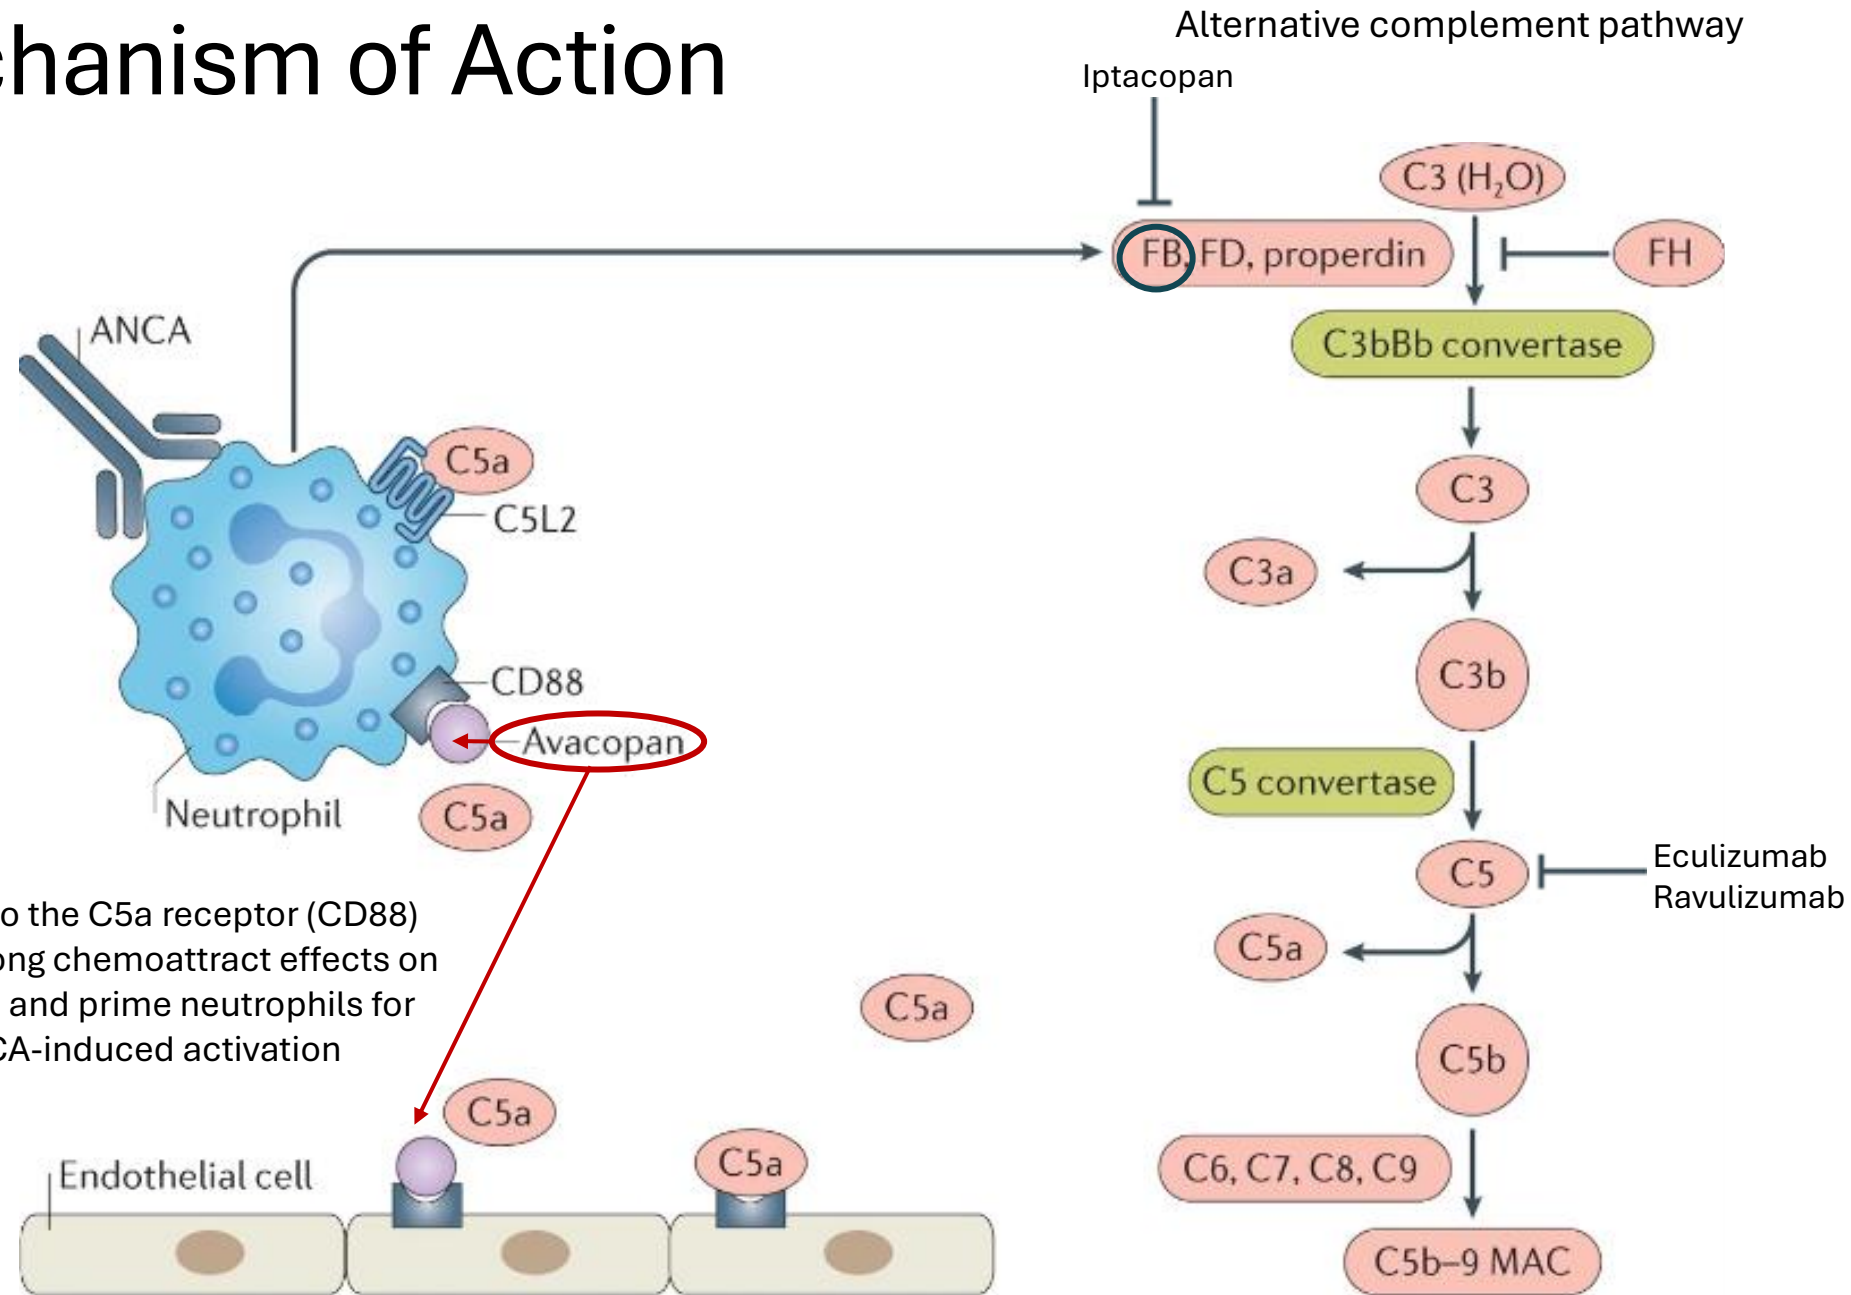 chanism of Action
Alternative complement pathway
Iptacopan
C3 (H₂O)
FB, FD, properdin
FH
C3bBb convertase
ANCA
C5a
C5L2
C3
C3a
C3b
CD88
Avacopan
C5 convertase
Neutrophil
C5a
C5
Eculizumab
Ravulizumab
o the C5a receptor (CD88)
ong chemoattract effects on
and prime neutrophils for
CA-induced activation
C5a
C5a
C5b
C5a
C5a
C6, C7, C8, C9
Endothelial cell
C5b–9 MAC